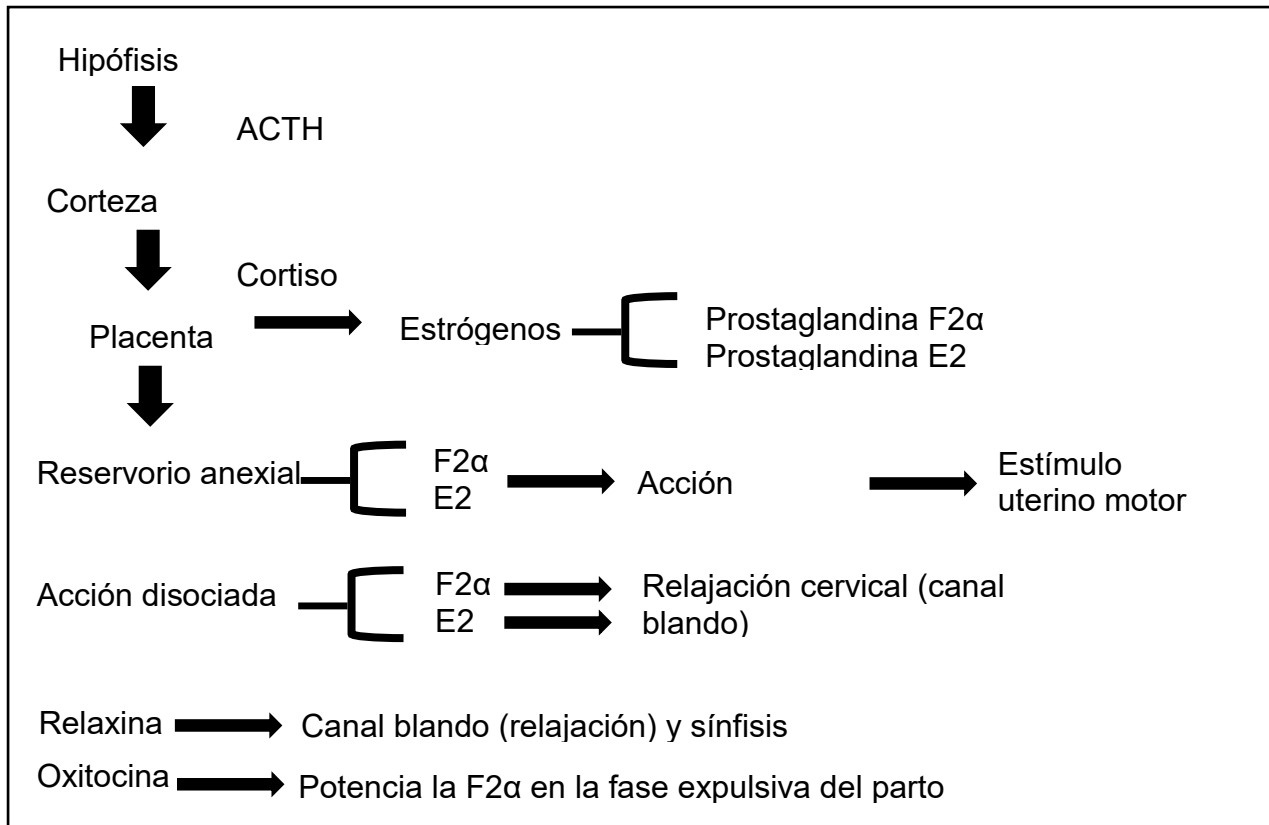 Hipófisis
ACTH
Corteza
Cortiso
Placenta
Estrógenos
Prostaglandina F2α
Prostaglandina E2
Reservorio anexial
F2α
E2
Acción
Estímulo
uterino motor
Acción disociada
F2α
E2
Relajación cervical (canal
blando)
Relaxina
Canal blando (relajación) y sínfisis
Oxitocina
Potencia la F2α en la fase expulsiva del parto